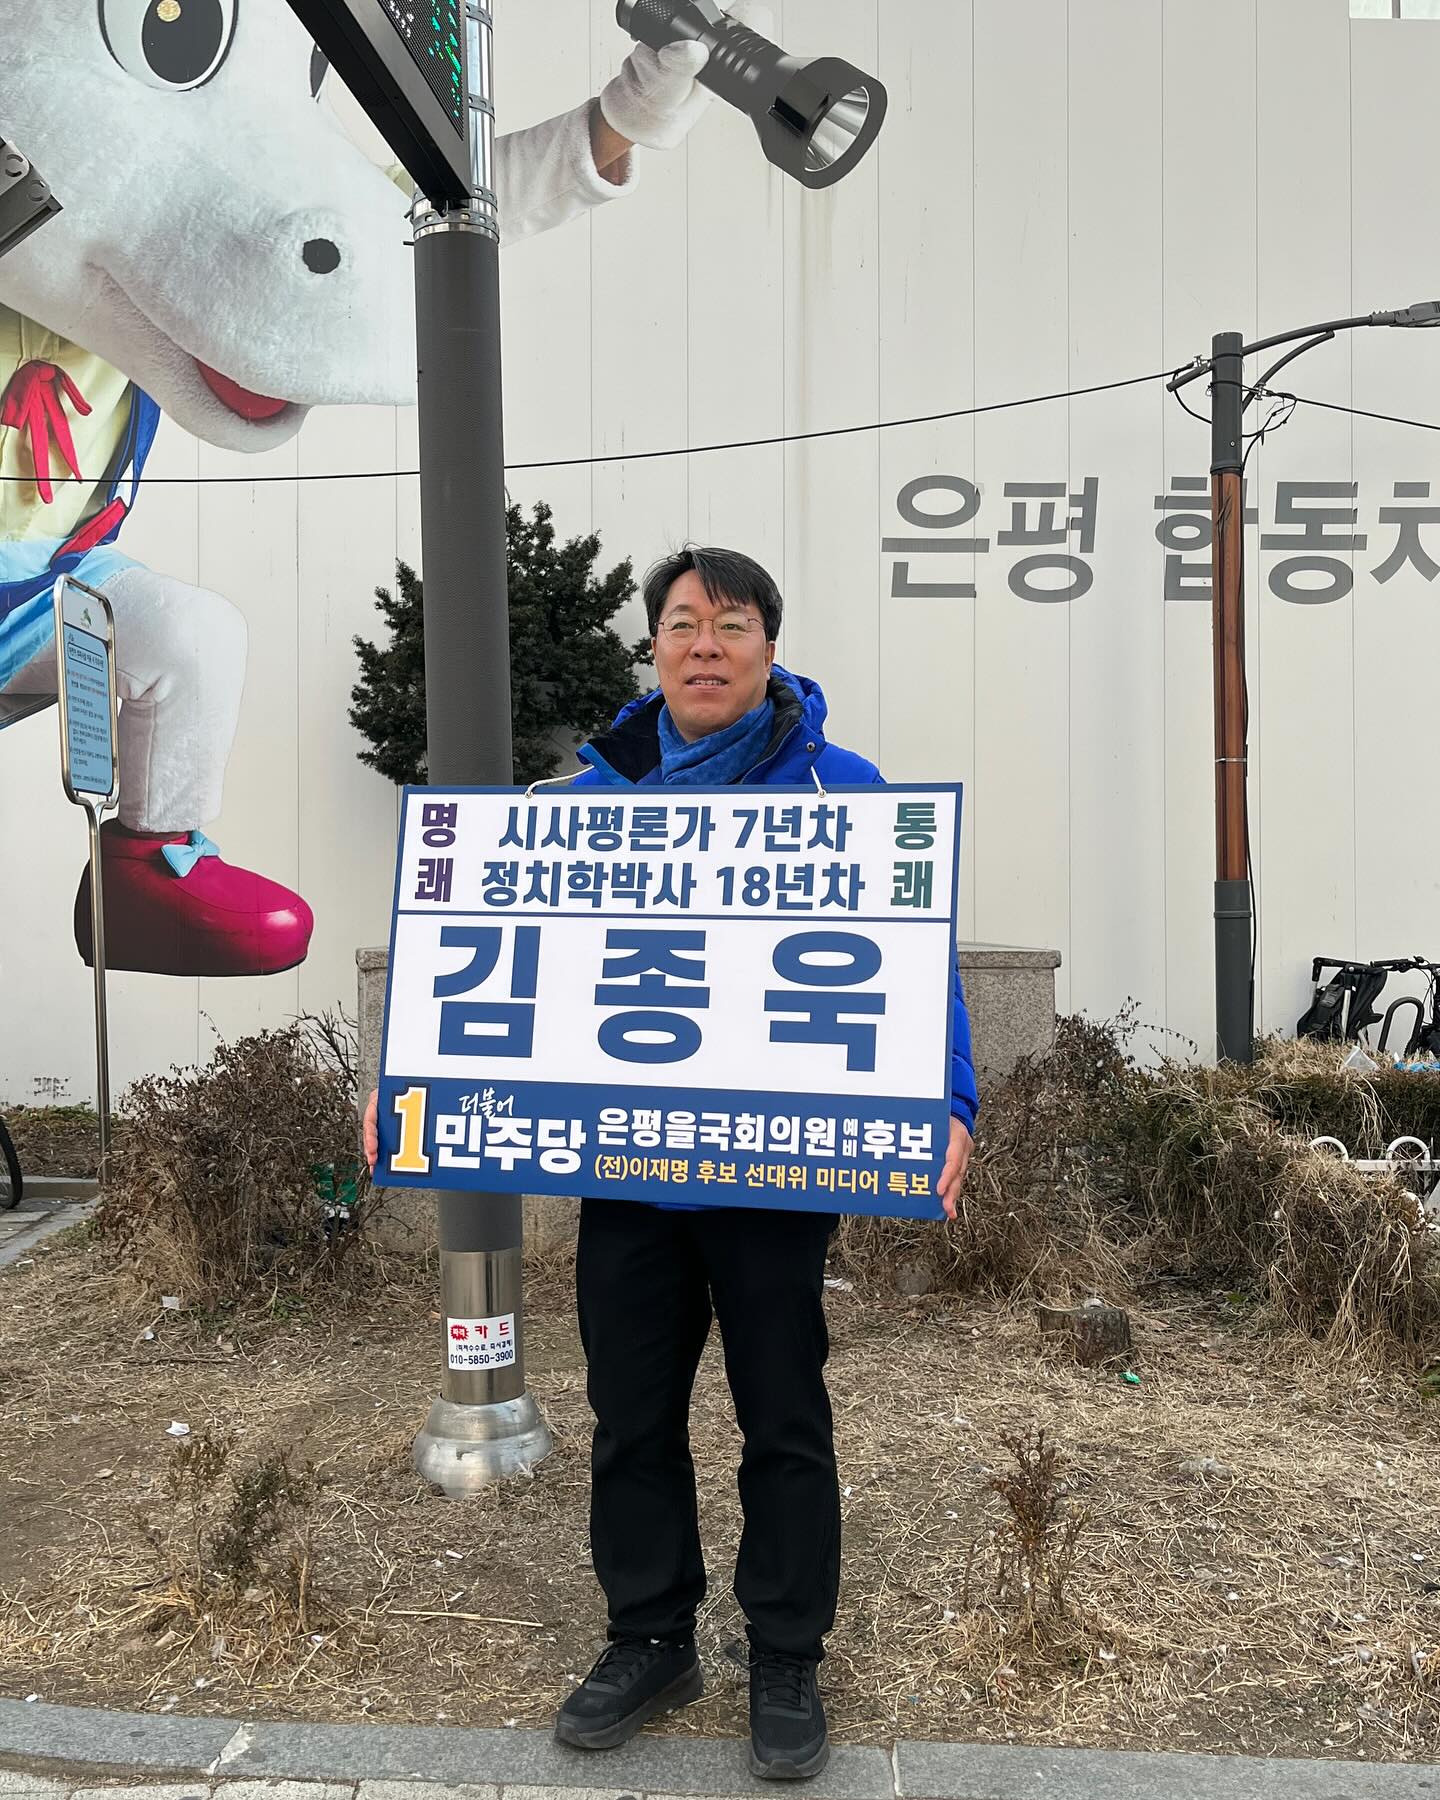 은평 합동
명쾌 시사평론가 7년차 통쾌
정치학박사 18년차
김종욱
1 더불어민주당 은평을국회의원예비후보
(전)이재명 후보 선대위 미디어 특보
카드
010-5850-3900